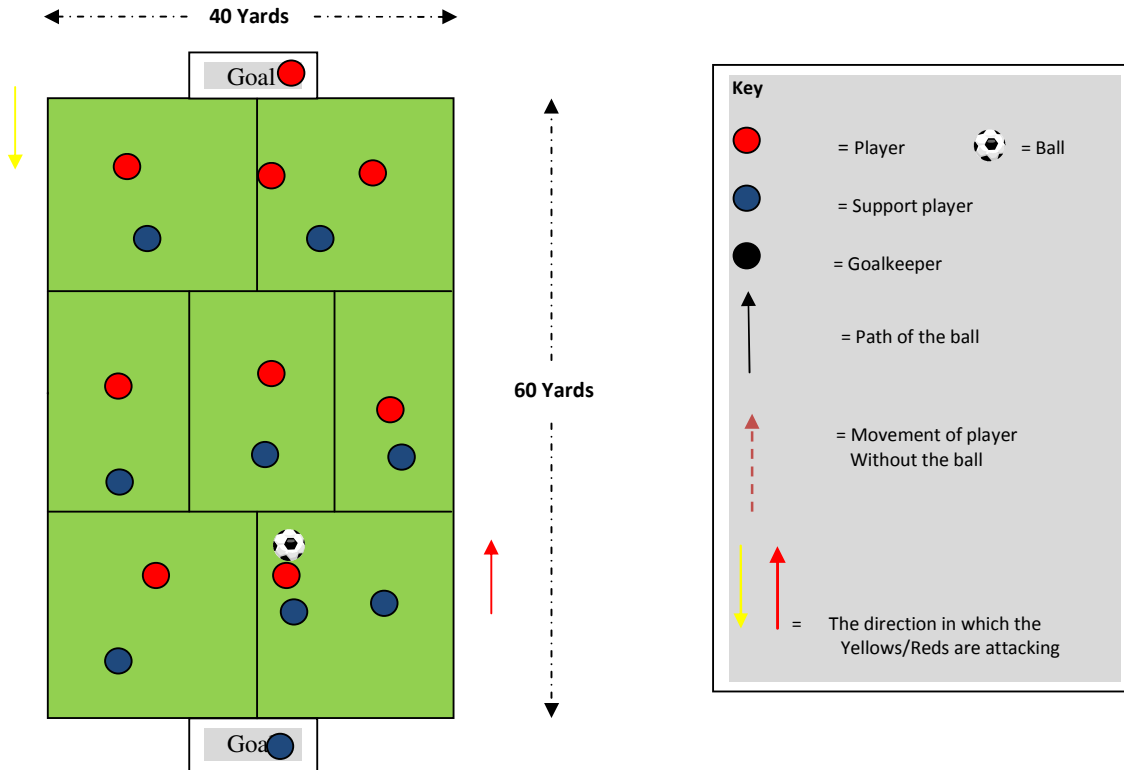 40 Yards
Goal
60 Yards
Goa
Key
= Player
= Ball
= Support player
= Goalkeeper
= Path of the ball
= Movement of player
Without the ball
= The direction in which the
Yellows/Reds are attacking